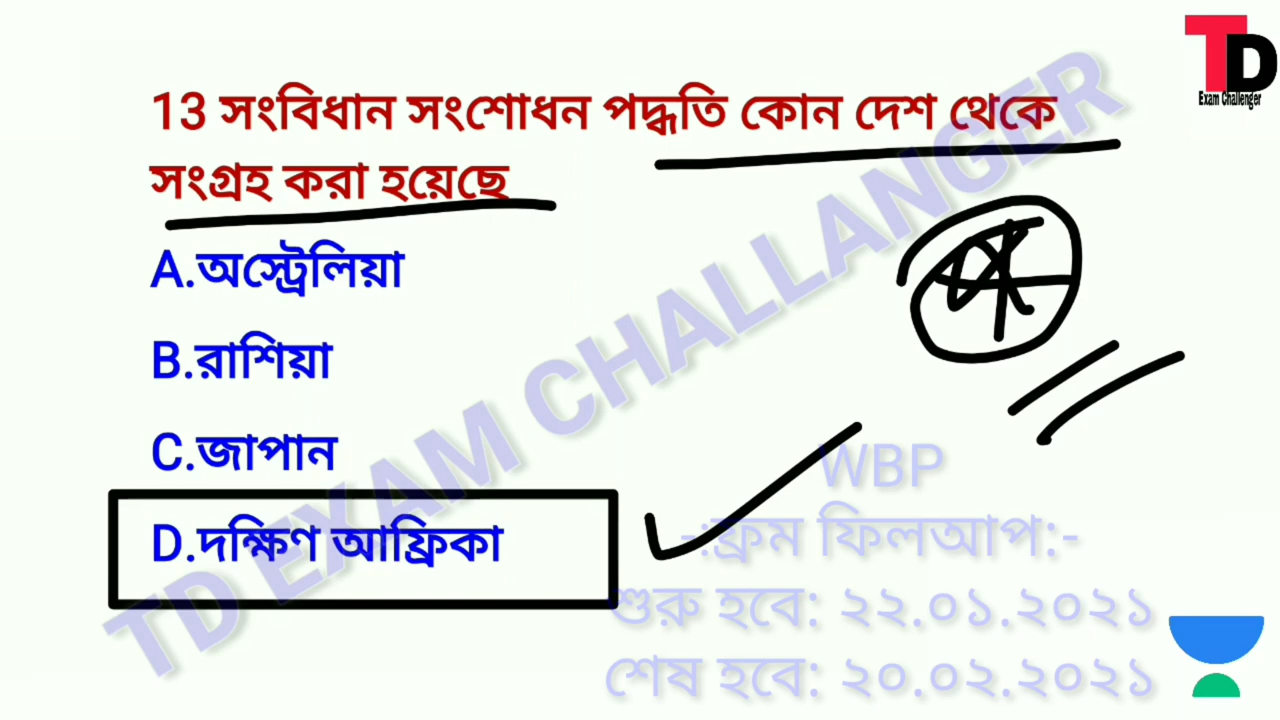 TD
Exam Challenger
13 সংবিধান সংশোধন পদ্ধতি কোন দেশ থেকে
সংগ্রহ করা হয়েছে
A.অস্ট্রেলিয়া
B.রাশিয়া
C.জাপান
D.দক্ষিণ আফ্রিকা
TD EXAM CHALLANGER
WBP
-:ফ্রম ফিলআপ:-
শুরু হবে: ২২.০১.২০২১
শেষ হবে: ২০.০২.২০২১